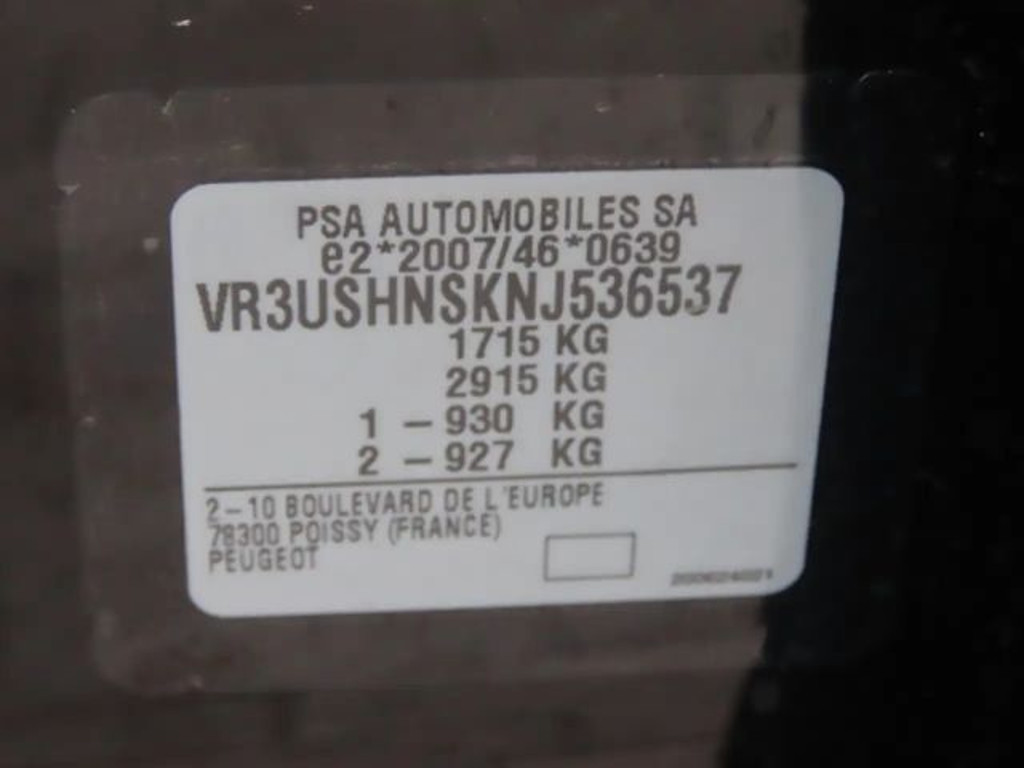 PSA AUTOMOBILES SA
e2*2007/46*0639
VR3USHNSKNJ536537
1715 KG
2915 KG
1 – 930 KG
2 – 927 KG
2–10 BOULEVARD DE L'EUROPE
78300 POISSY (FRANCE)
PEUGEOT